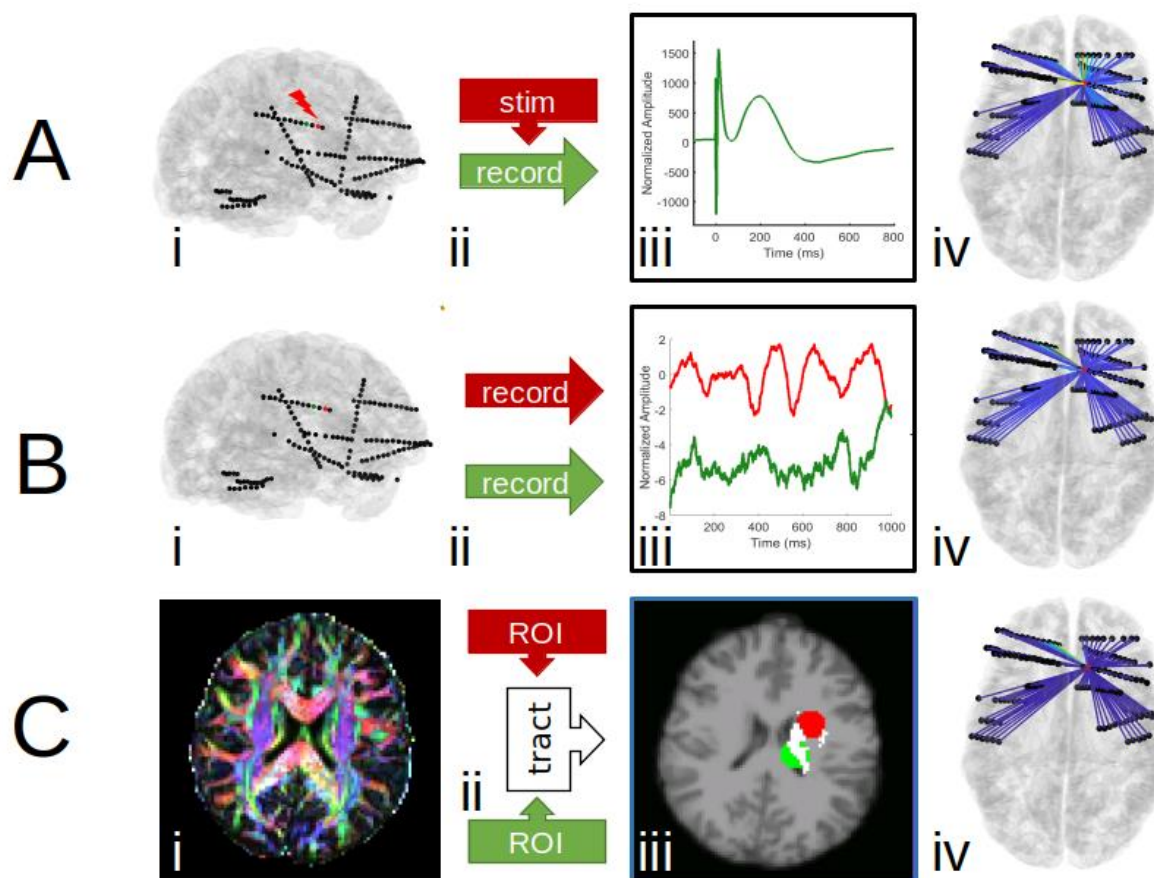 A
i
stim
record
ii
Normalized Amplitude
1500
1000
500
0
-500
-1000
0
200
400
600
800
Time (ms)
iii
iv
B
i
record
record
ii
Normalized Amplitude
2
0
-2
-4
-6
-8
200
400
600
800
1000
Time (ms)
iii
iv
C
i
ROI
tract
ii
ROI
iii
iv